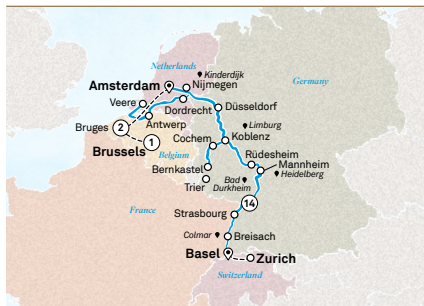 Netherlands
Kinderdijk
Amsterdam
Nijmegen
Germany
Veere
Dordrecht
Düsseldorf
Bruges
2
Antwerp
Limburg
1
Cochem
Koblenz
Brussels
Belgium
Rüdesheim
Bernkastel
Mannheim
Trier
Bad
Durkheim
Heidelberg
14
France
Strasbourg
Colmar
Breisach
Basel
Zurich
Switzerland